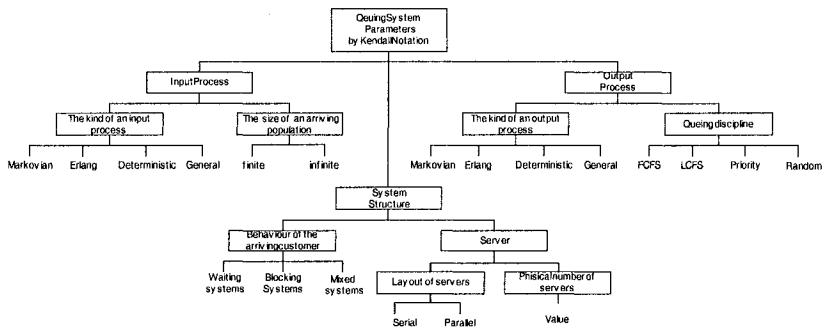 QeuingSystem
Parameters
by KendallNotation
InputProcess
Output
Process
The kind of an input
process
The size of an arriving
population
The kind of an output
process
Queing discipline
Markovian Erlang Deterministic General finite infinite Markovian Erlang Deterministic General FCFS LCFS Priority Random
System
Structure
Behaviour of the
arrivingcustomer
Server
Waiting
systems
Blocking
Systems
Mixed
systems
Layout of servers
Phisical number of
servers
Serial Parallel Value